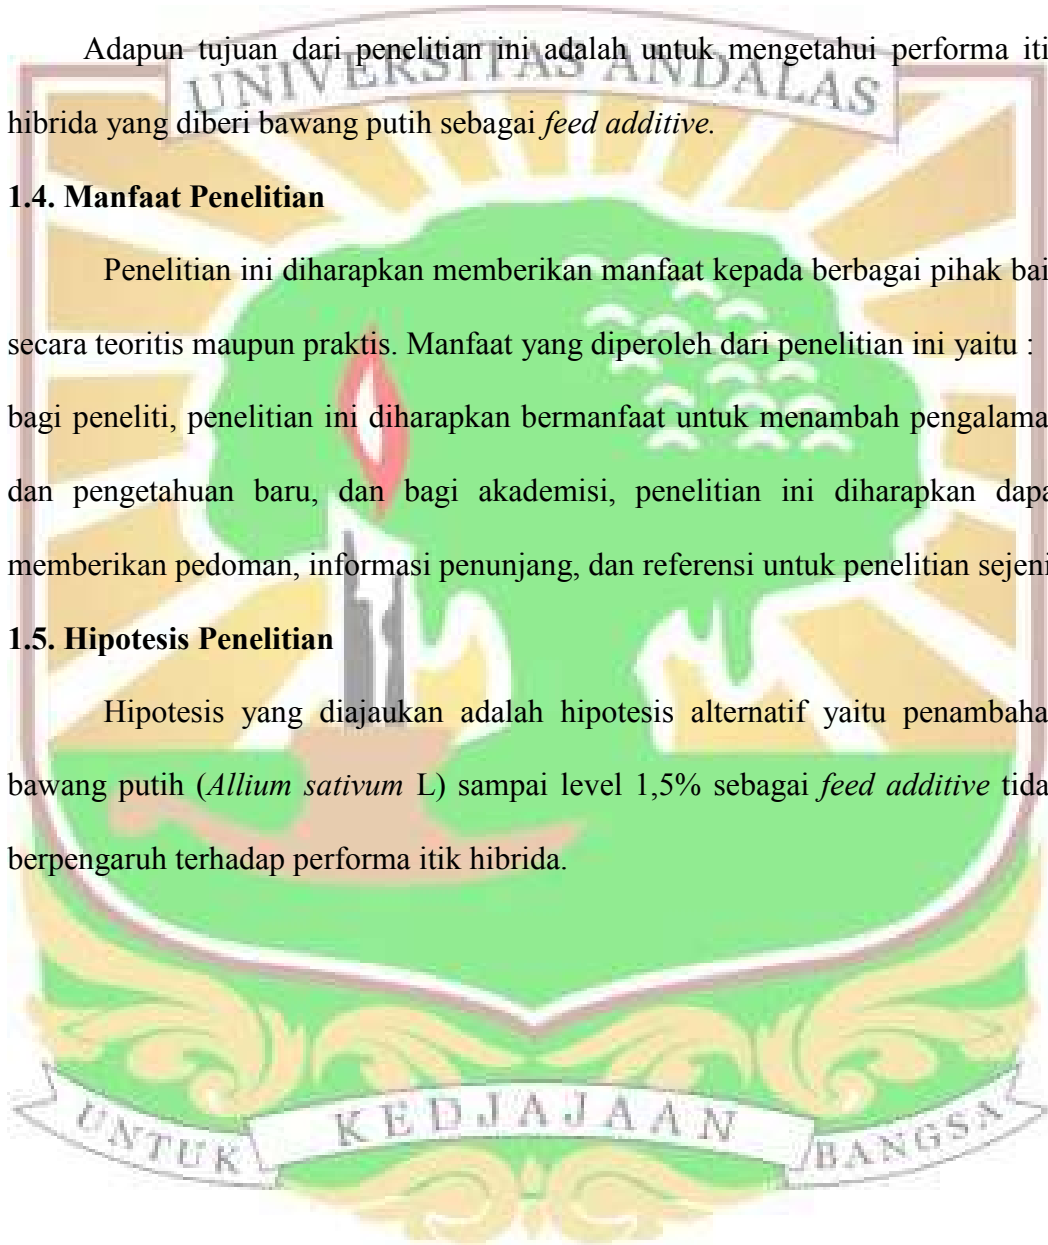 Adapun tujuan dari penelitian ini adalah untuk mengetahui performa iti
UNIVERSITAS ANDALAS
hibrida yang diberi bawang putih sebagai feed additive.
1.4. Manfaat Penelitian
Penelitian ini diharapkan memberikan manfaat kepada berbagai pihak bai
secara teoritis maupun praktis. Manfaat yang diperoleh dari penelitian ini yaitu :
bagi peneliti, penelitian ini diharapkan bermanfaat untuk menambah pengalama
dan pengetahuan baru, dan bagi akademisi, penelitian ini diharapkan dapa
memberikan pedoman, informasi penunjang, dan referensi untuk penelitian sejeni
1.5. Hipotesis Penelitian
Hipotesis yang diajaukan adalah hipotesis alternatif yaitu penambaha
bawang putih (Allium sativum L) sampai level 1,5% sebagai feed additive tida
berpengaruh terhadap performa itik hibrida.
UNTUK KEDJAJAAN BANGSA